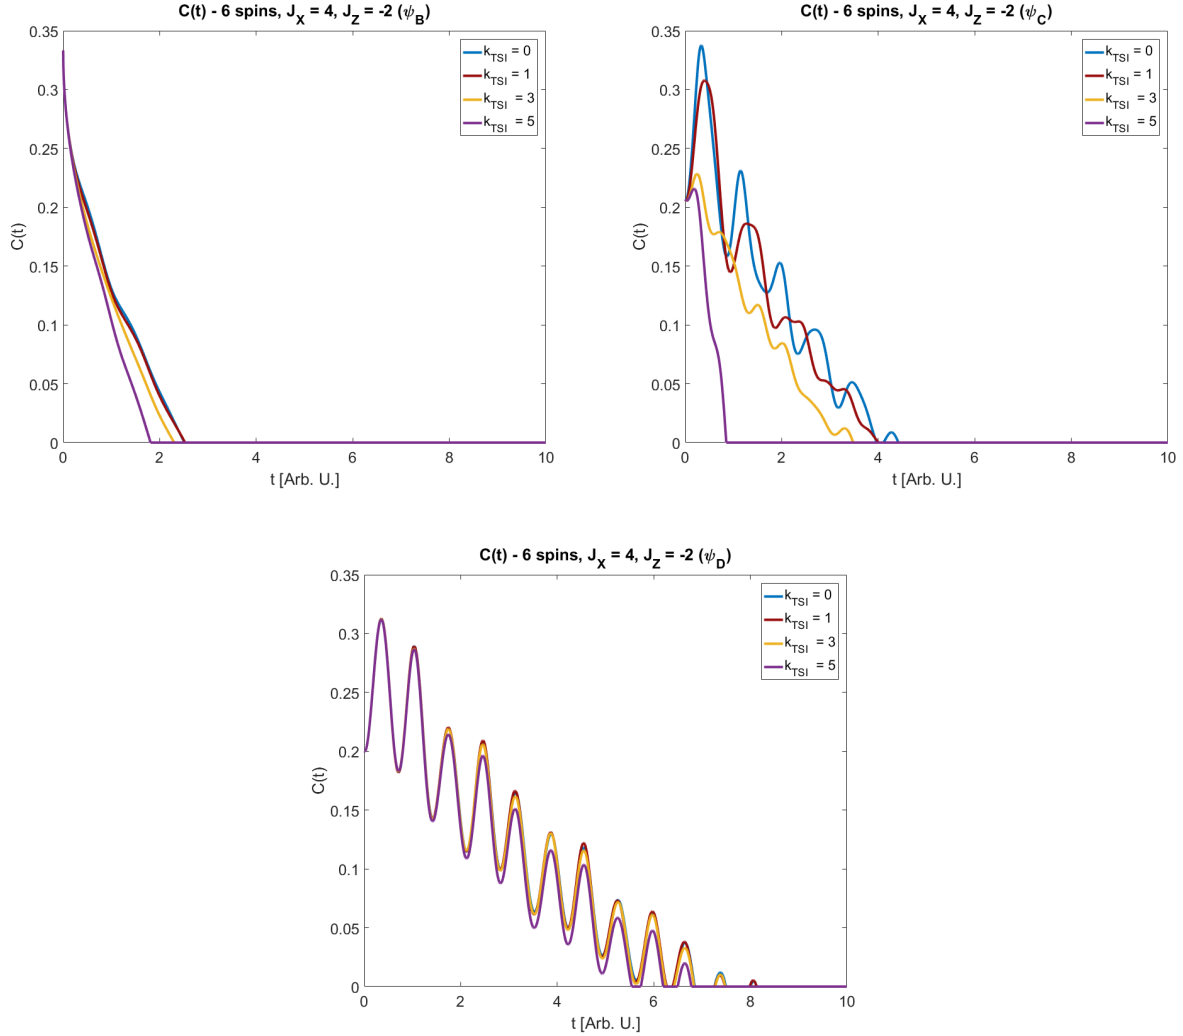 C(t) - 6 spins, J_X = 4, J_Z = -2 (ψ_B)
0.35
0.3
0.25
0.2
0.15
0.1
0.05
0
C(t)
k_TSI = 0
k_TSI = 1
k_TSI = 3
k_TSI = 5
0 2 4 6 8 10
t [Arb. U.]
C(t) - 6 spins, J_X = 4, J_Z = -2 (ψ_C)
0.35
0.3
0.25
0.2
0.15
0.1
0.05
0
C(t)
k_TSI = 0
k_TSI = 1
k_TSI = 3
k_TSI = 5
0 2 4 6 8 10
t [Arb. U.]
C(t) - 6 spins, J_X = 4, J_Z = -2 (ψ_D)
0.35
0.3
0.25
0.2
0.15
0.1
0.05
0
C(t)
k_TSI = 0
k_TSI = 1
k_TSI = 3
k_TSI = 5
0 2 4 6 8 10
t [Arb. U.]